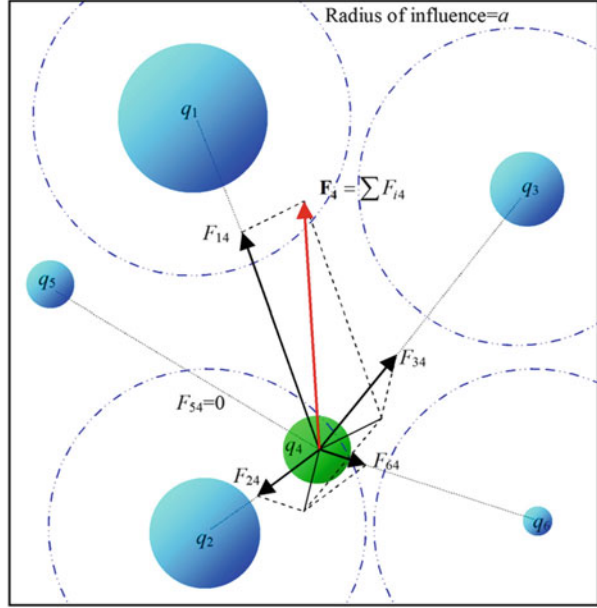 Radius of influence=a
q1
F4 = ∑ Fi4
q3
F14
q5
F34
F54=0
q4
F24
F64
q2
q6